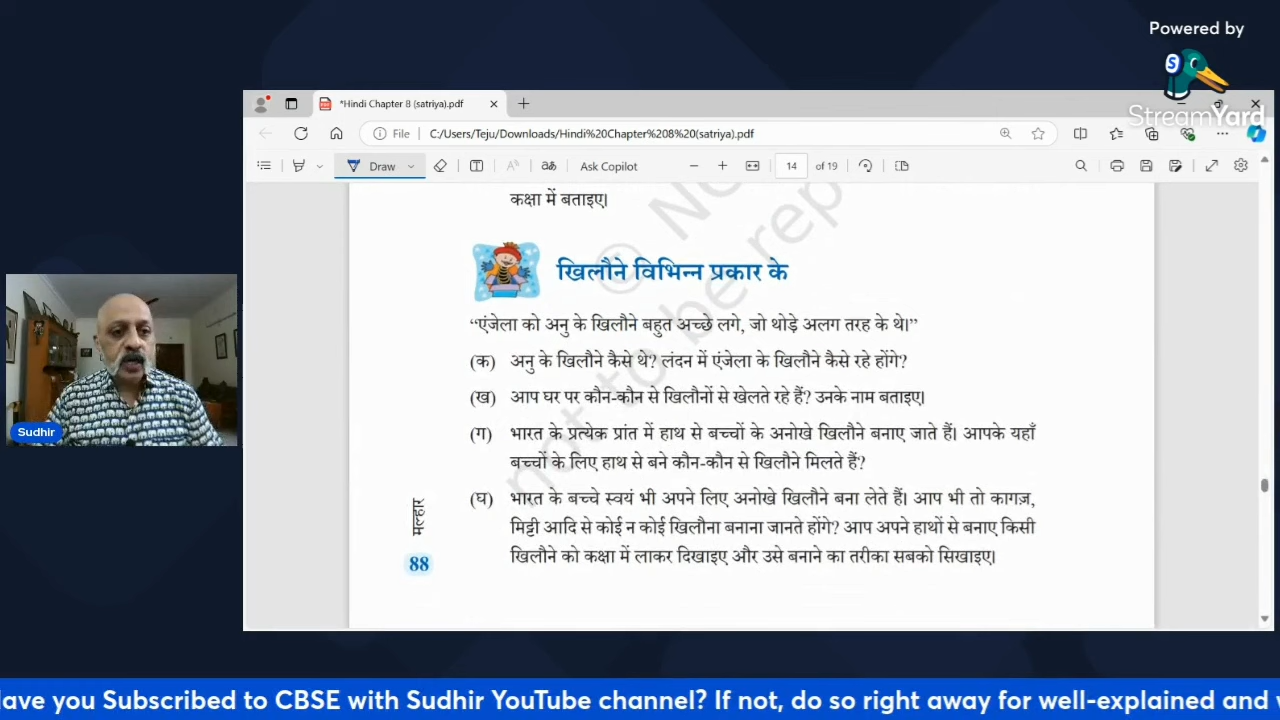 Powered by
S
StreamYard
*Hindi Chapter 8 (satriya).pdf
File C:/Users/Teju/Downloads/Hindi%20Chapter%208%20(satriya).pdf
Draw
Ask Copilot
14 of 19
कक्षा में बताइए।
© No
not to be rep
खिलौने विभिन्न प्रकार के
“एंजेला को अनु के खिलौने बहुत अच्छे लगे, जो थोड़े अलग तरह के थे।”
(क) अनु के खिलौने कैसे थे? लंदन में एंजेला के खिलौने कैसे रहे होंगे?
(ख) आप घर पर कौन-कौन से खिलौनों से खेलते रहे हैं? उनके नाम बताइए।
(ग) भारत के प्रत्येक प्रांत में हाथ से बच्चों के अनोखे खिलौने बनाए जाते हैं। आपके यहाँ
बच्चों के लिए हाथ से बने कौन-कौन से खिलौने मिलते हैं?
(घ) भारत के बच्चे स्वयं भी अपने लिए अनोखे खिलौने बना लेते हैं। आप भी तो कागज़,
मिट्टी आदि से कोई न कोई खिलौना बनाना जानते होंगे? आप अपने हाथों से बनाए किसी
खिलौने को कक्षा में लाकर दिखाइए और उसे बनाने का तरीका सबको सिखाइए।
मल्हार
88
Sudhir
you Subscribed to CBSE with Sudhir YouTube channel? If not, do so right away for well-explained and